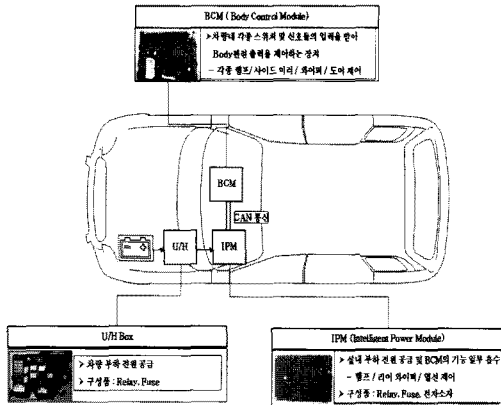 BCM ( Body Control Module)
➢차량내 각종 스위치 및 신호들의 입력을 받아
Body관련 출력을 제어하는 장치
- 각종 램프/ 사이드 미러 / 와이퍼 / 도어 제어
BCM
CAN 통신
U/H
IPM
U/H Box
➢ 차량 부하 전원 공급
➢ 구성품 : Relay, Fuse
IPM (Intelligent Power Module)
➢ 실내 부하 전원 공급 및 BCM의 기능 일부 흡수
- 램프 / 리어 와이퍼 / 열선 제어
➢ 구성품 : Relay, Fuse, 전자소자